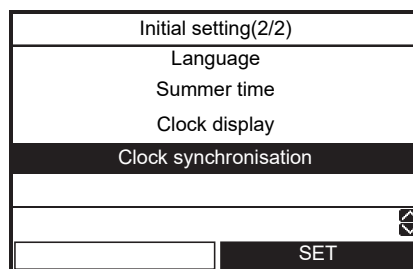 Initial setting(2/2)
Language
Summer time
Clock display
Clock synchronisation
SET